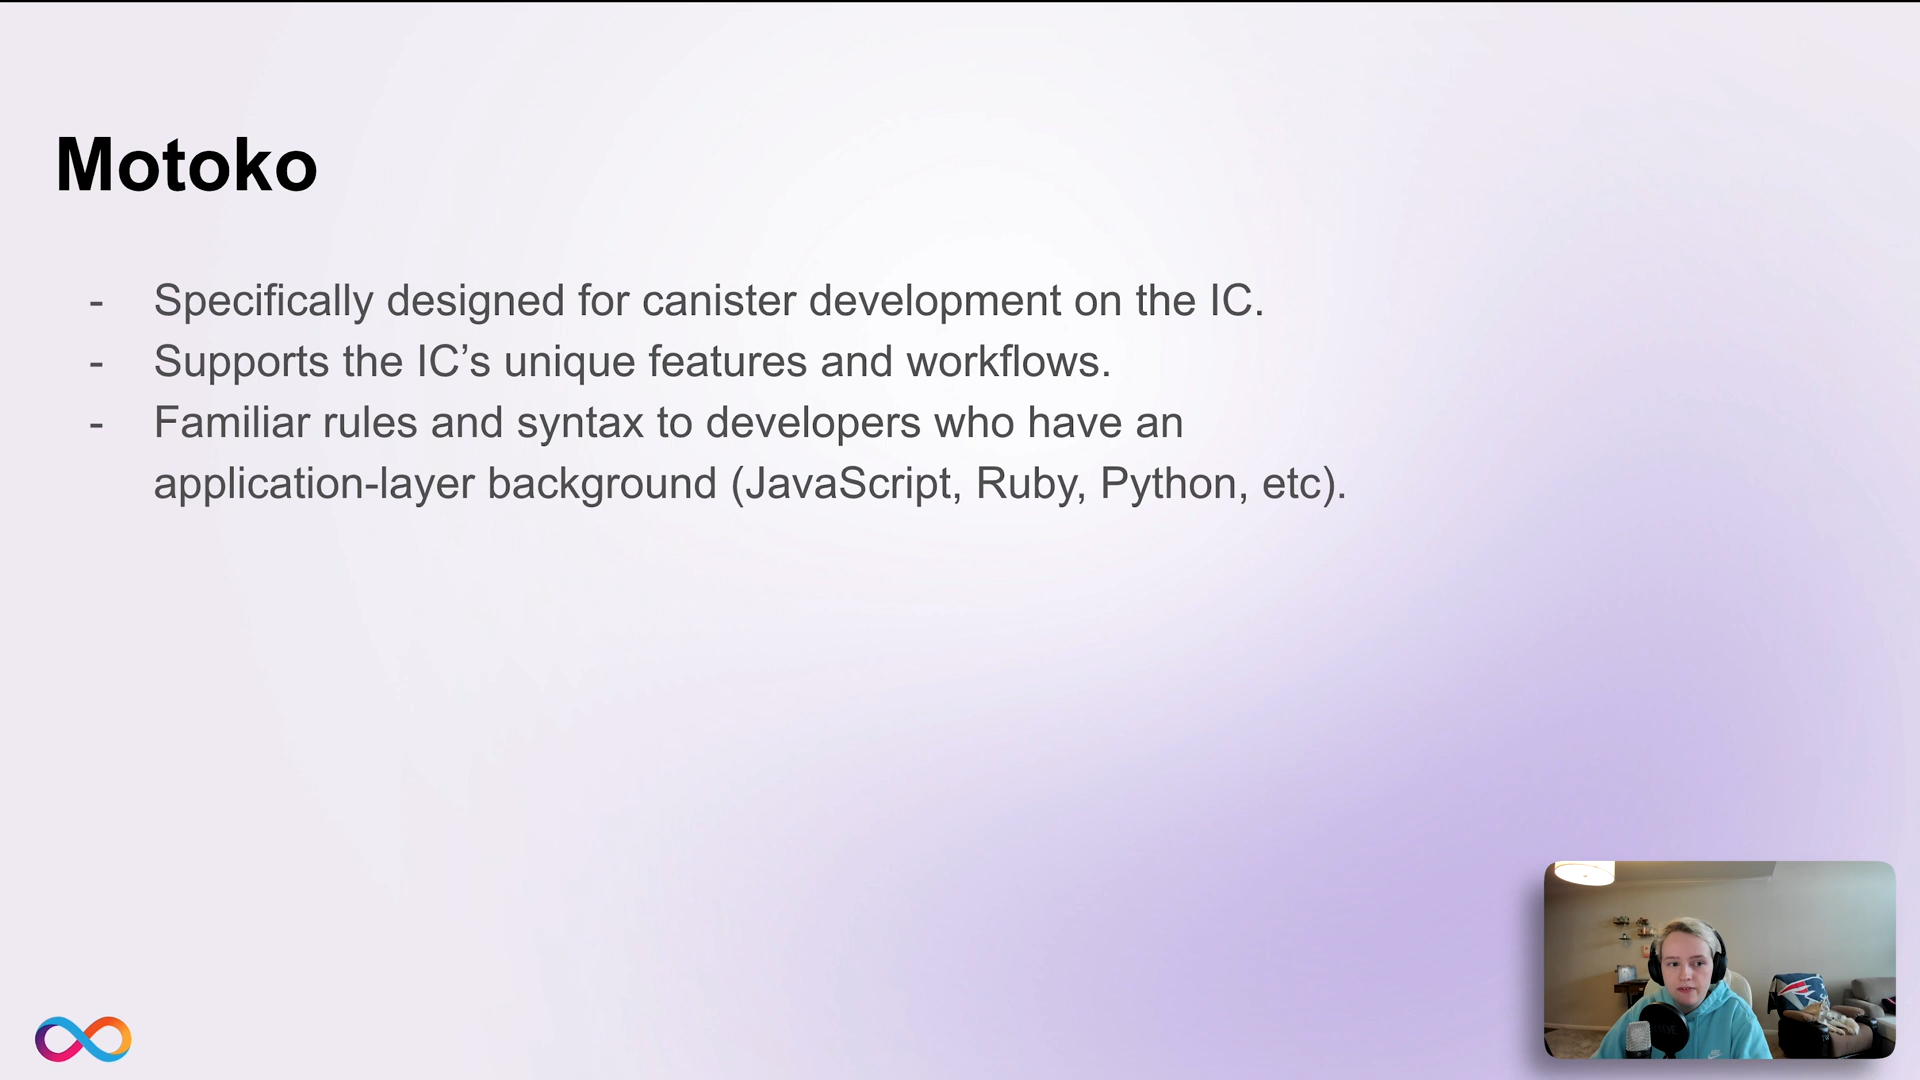 Motoko
- Specifically designed for canister development on the IC.
- Supports the IC’s unique features and workflows.
- Familiar rules and syntax to developers who have an
application-layer background (JavaScript, Ruby, Python, etc).